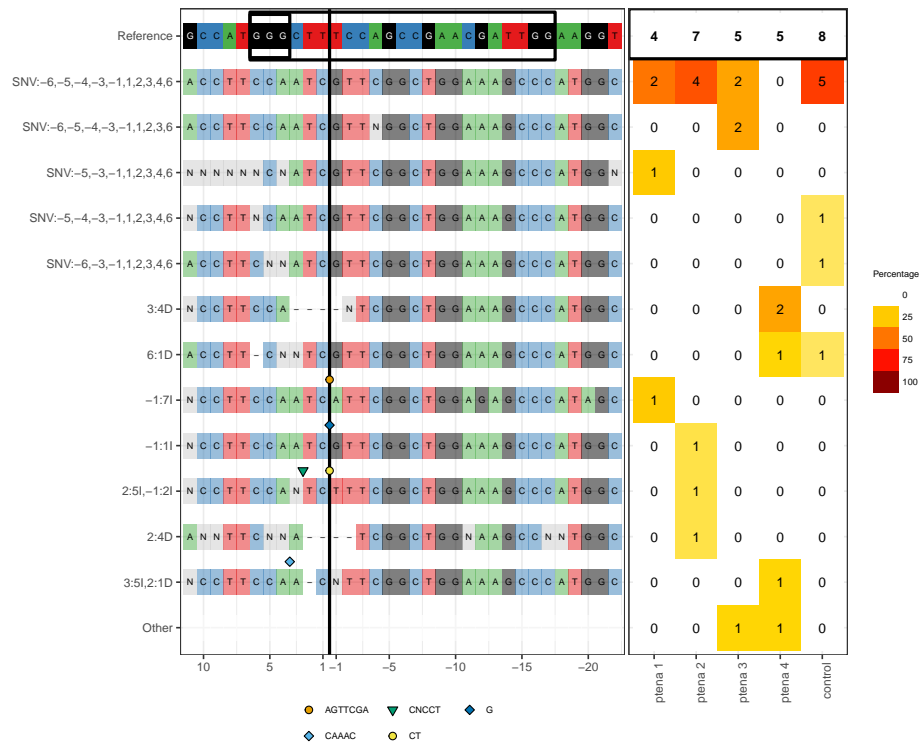 Reference G C C A T G G G C T T T C C A G C C G A A C G A T T G G A A G G T 4 7 5 5 8
SNV:−6,−5,−4,−3,−1,1,2,3,4,6 A C C T T C C A A T C G T T C G G C T G G A A A G C C C A T G G C 2 4 2 0 5
SNV:−6,−5,−4,−3,−1,1,2,3,6 A C C T T C C A A T C G T T N G G C T G G A A A G C C C A T G G C 0 0 2 0 0
SNV:−5,−3,−1,1,2,3,4,6 N N N N N N C N A T C G T T C G G C T G G A A A G C C C A T G G N 1 0 0 0 0
SNV:−5,−4,−3,−1,1,2,3,4,6 N C C T T N C A A T C G T T C G G C T G G A A A G C C C A T G G C 0 0 0 0 1
SNV:−6,−3,−1,1,2,3,4,6 A C C T T C N N A T C G T T C G G C T G G A A A G C C C A T G G C 0 0 0 0 1
3:4D N C C T T C C A - - - - N T C G G C T G G A A A G C C C A T G G C 0 0 0 2 0
6:1D A C C T T - C N N T C G T T C G G C T G G A A A G C C C A T G G C 0 0 0 1 1
−1:7I N C C T T C C A A T C A T T C G G C T G G A G A G C C C A T A G C 1 0 0 0 0
−1:1I N C C T T C C A A T C G T T C G G C T G G A A A G C C C A T G G C 0 1 0 0 0
2:5I,−1:2I N C C T T C C A N T C T T T C G G C T G G A A A G C C C A T G G C 0 1 0 0 0
2:4D A N N T T C N N A - - - - T C G G C T G G N A A G C C N N T G G C 0 1 0 0 0
3:5I,2:1D N C C T T C C A A - C N T T C G G C T G G A A A G C C C A T G G C 0 0 0 1 0
Other 0 0 1 1 0
10 5 1 −1 −5 −10 −15 −20
ptena 1 ptena 2 ptena 3 ptena 4 control
Percentage
0
25
50
75
100
AGTTCGA CNCCT G
CAAAC CT